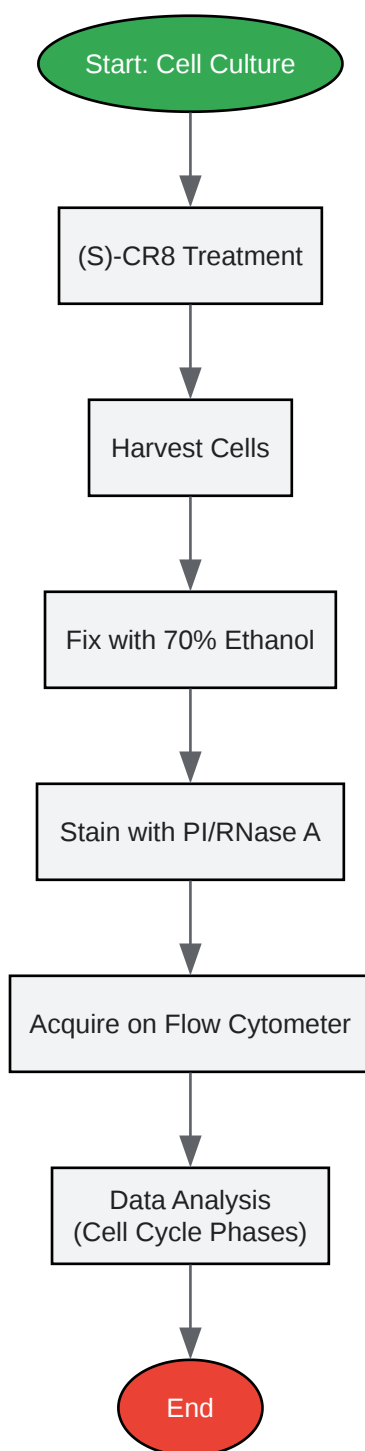 Start: Cell Culture
(S)-CR8 Treatment
Harvest Cells
Fix with 70% Ethanol
Stain with PI/RNase A
Acquire on Flow Cytometer
Data Analysis
(Cell Cycle Phases)
End